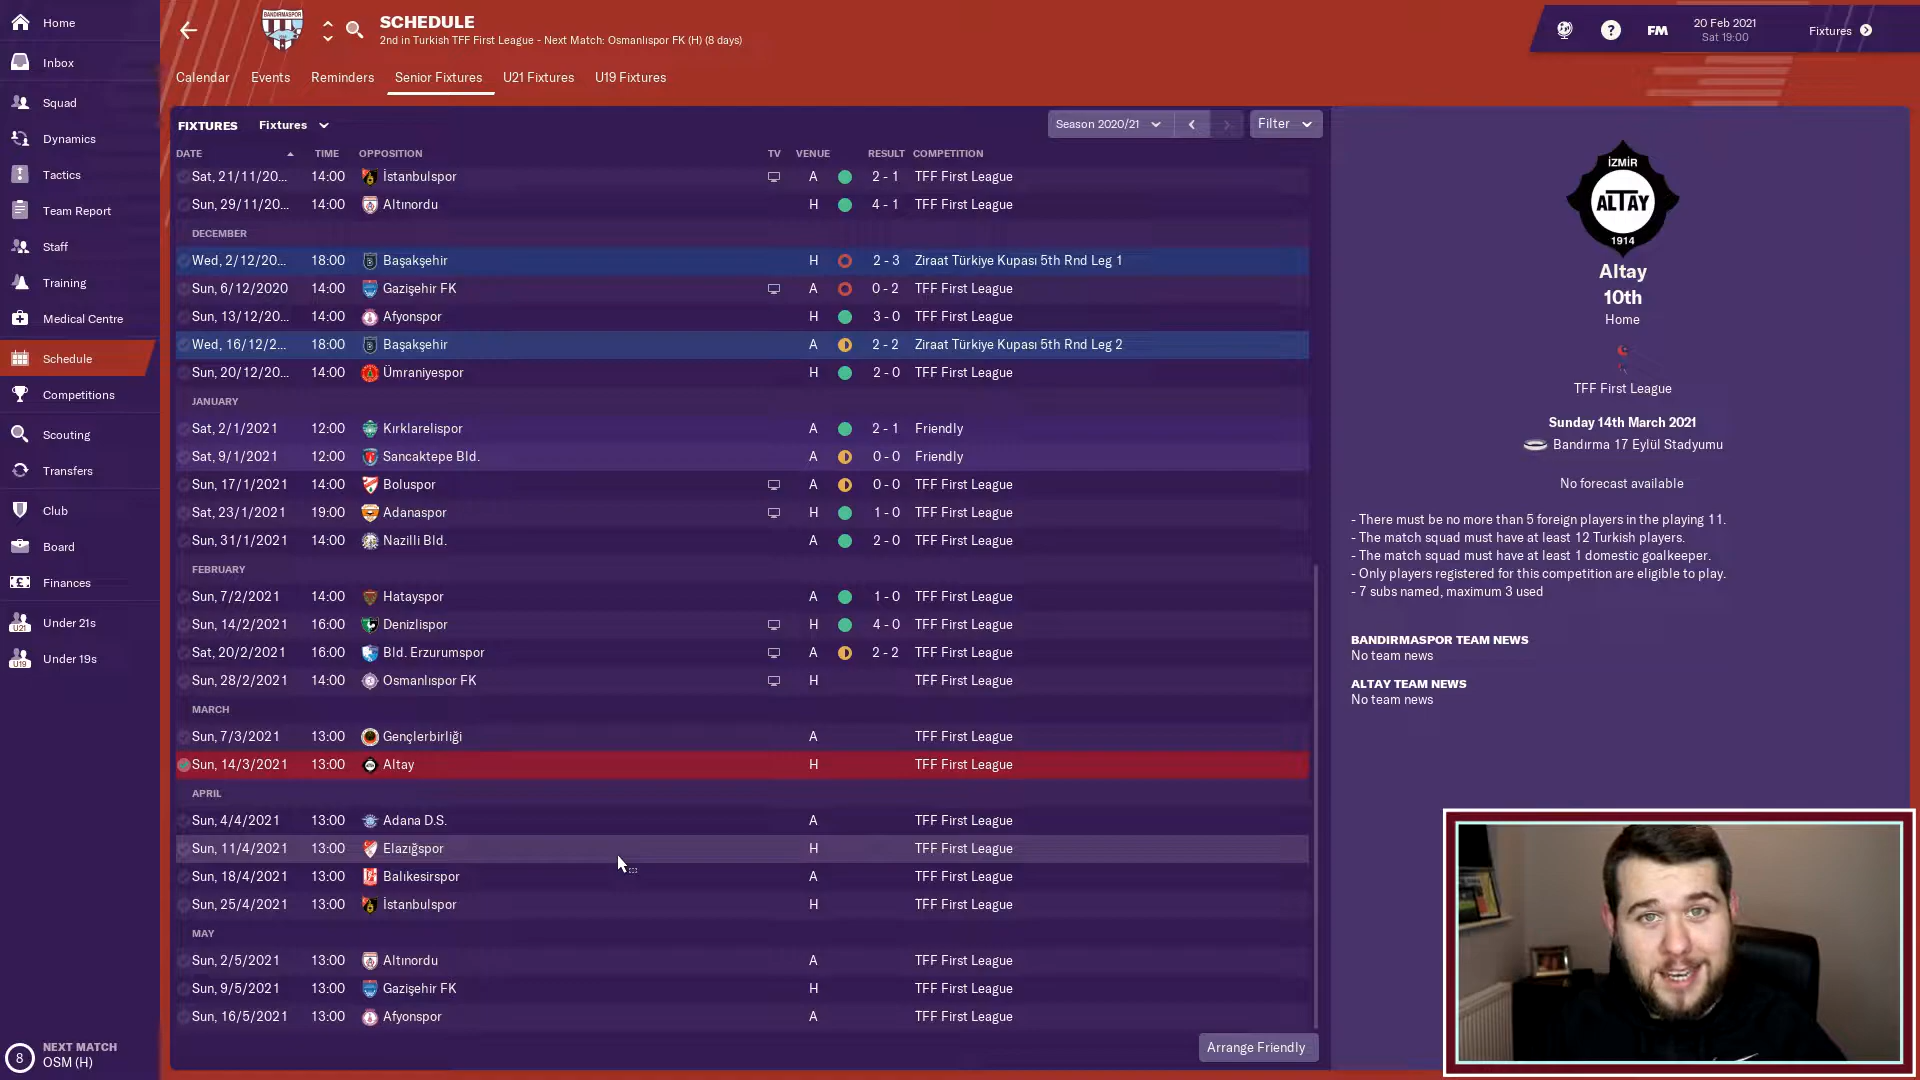 Home
Inbox
Squad
Dynamics
Tactics
Team Report
Staff
Training
Medical Centre
Schedule
Competitions
Scouting
Transfers
Club
Board
Finances
U21 Under 21s
U19 Under 19s
8 NEXT MATCH
OSM (H)
BANDIRMASPOR
SCHEDULE
2nd in Turkish TFF First League - Next Match: Osmanlıspor FK (H) (8 days)
? FM 20 Feb 2021 Fixtures
Sat 19:00
Calendar Events Reminders Senior Fixtures U21 Fixtures U19 Fixtures
FIXTURES Fixtures Season 2020/21 Filter
DATE TIME OPPOSITION TV VENUE RESULT COMPETITION
Sat, 21/11/20... 14:00 İstanbulspor A 2 - 1 TFF First League
Sun, 29/11/20... 14:00 Altınordu H 4 - 1 TFF First League
DECEMBER
Wed, 2/12/20... 18:00 Başakşehir H 2 - 3 Ziraat Türkiye Kupası 5th Rnd Leg 1
Sun, 6/12/2020 14:00 Gazişehir FK A 0 - 2 TFF First League
Sun, 13/12/20... 14:00 Afyonspor H 3 - 0 TFF First League
Wed, 16/12/2... 18:00 Başakşehir A 2 - 2 Ziraat Türkiye Kupası 5th Rnd Leg 2
Sun, 20/12/20... 14:00 Ümraniyespor H 2 - 0 TFF First League
JANUARY
Sat, 2/1/2021 12:00 Kırklarelispor A 2 - 1 Friendly
Sat, 9/1/2021 12:00 Sancaktepe Bld. A 0 - 0 Friendly
Sun, 17/1/2021 14:00 Boluspor A 0 - 0 TFF First League
Sat, 23/1/2021 19:00 Adanaspor H 1 - 0 TFF First League
Sun, 31/1/2021 14:00 Nazilli Bld. A 2 - 0 TFF First League
FEBRUARY
Sun, 7/2/2021 14:00 Hatayspor A 1 - 0 TFF First League
Sun, 14/2/2021 16:00 Denizlispor H 4 - 0 TFF First League
Sat, 20/2/2021 16:00 Bld. Erzurumspor A 2 - 2 TFF First League
Sun, 28/2/2021 14:00 Osmanlıspor FK H TFF First League
MARCH
Sun, 7/3/2021 13:00 Gençlerbirliği A TFF First League
Sun, 14/3/2021 13:00 Altay H TFF First League
APRIL
Sun, 4/4/2021 13:00 Adana D.S. A TFF First League
Sun, 11/4/2021 13:00 Elazığspor H TFF First League
Sun, 18/4/2021 13:00 Balıkesirspor A TFF First League
Sun, 25/4/2021 13:00 İstanbulspor H TFF First League
MAY
Sun, 2/5/2021 13:00 Altınordu A TFF First League
Sun, 9/5/2021 13:00 Gazişehir FK H TFF First League
Sun, 16/5/2021 13:00 Afyonspor A TFF First League
Arrange Friendly
İZMİR
ALTAY
1914
Altay
10th
Home
TFF First League
Sunday 14th March 2021
Bandırma 17 Eylül Stadyumu
No forecast available
- There must be no more than 5 foreign players in the playing 11.
- The match squad must have at least 12 Turkish players.
- The match squad must have at least 1 domestic goalkeeper.
- Only players registered for this competition are eligible to play.
- 7 subs named, maximum 3 used
BANDIRMASPOR TEAM NEWS
No team news
ALTAY TEAM NEWS
No team news